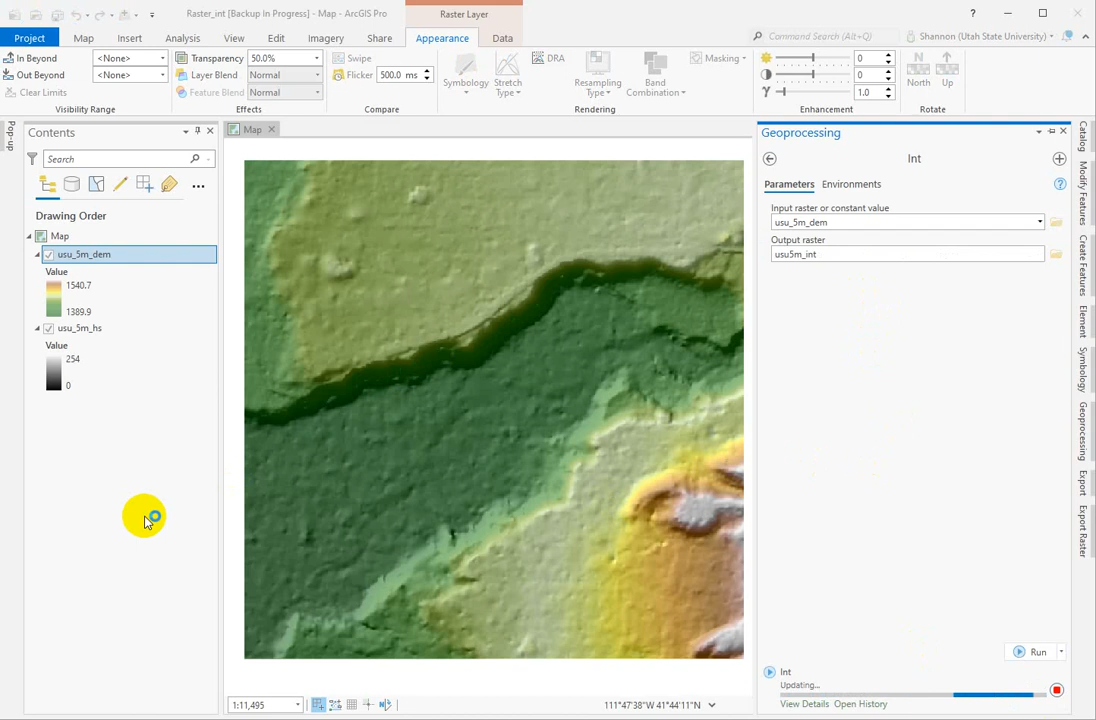 Raster_int [Backup In Progress] - Map - ArcGIS Pro
Raster Layer
?
Project
Map
Insert
Analysis
View
Edit
Imagery
Share
Appearance
Data
Command Search (Alt+Q)
Shannon (Utah State University)
In Beyond
<None>
Out Beyond
<None>
Clear Limits
Visibility Range
Transparency
50.0%
Layer Blend
Normal
Feature Blend
Normal
Effects
Swipe
Flicker
500.0 ms
Compare
Symbology
Stretch
Type
DRA
Resampling
Type
Band
Combination
Masking
Rendering
0
0
γ
1.0
Enhancement
North
Up
Rotate
Pop-up
Contents
Search
Drawing Order
Map
usu_5m_dem
Value
1540.7
1389.9
usu_5m_hs
Value
254
0
Map
1:11,495
111°47'38"W 41°44'11"N
Geoprocessing
Int
Parameters
Environments
Input raster or constant value
usu_5m_dem
Output raster
usu5m_int
Run
Int
Updating...
View Details
Open History
Catalog
Modify Features
Create Features
Element
Symbology
Geoprocessing
Export
Export Raster